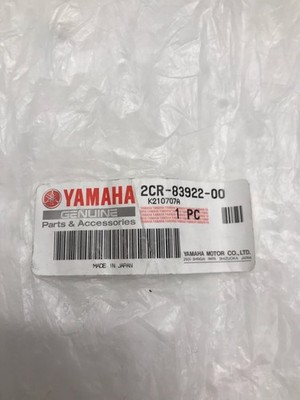 YAMAHA
GENUINE
Parts & Accessories
2CR-83922-00
K210707A
1 PC
MADE IN JAPAN
YAMAHA MOTOR CO.,LTD.